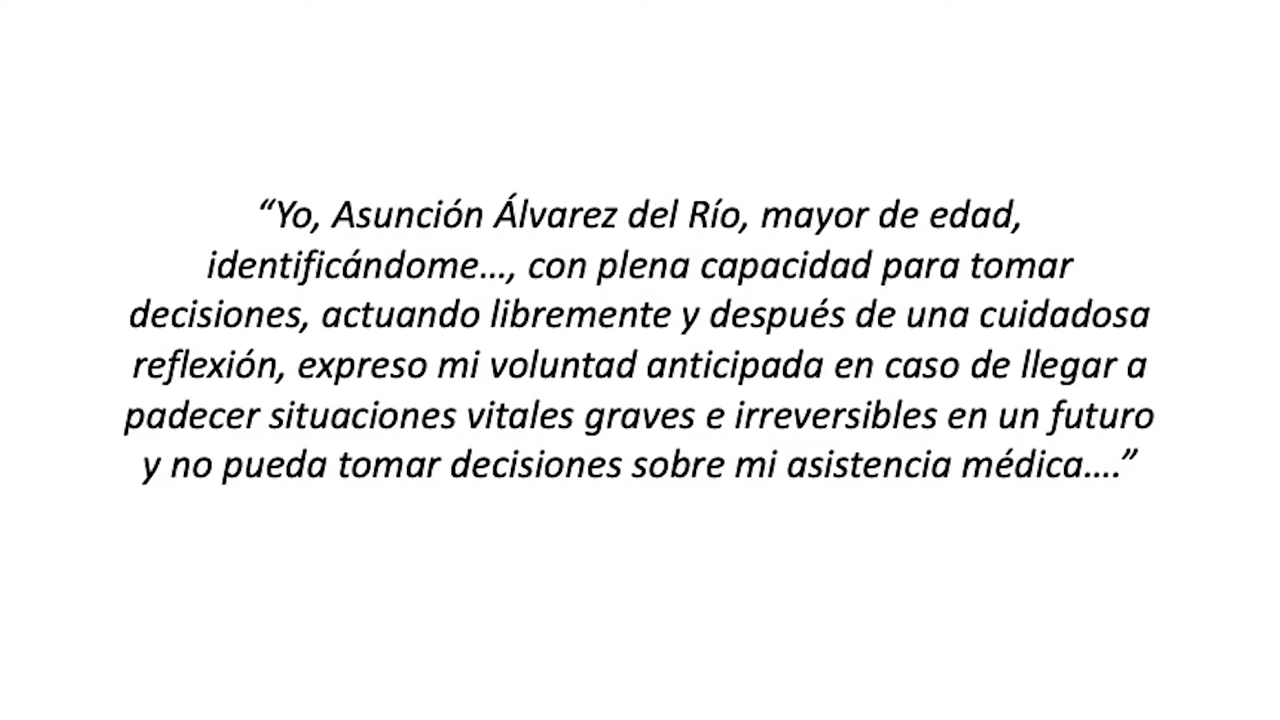 “Yo, Asunción Álvarez del Río, mayor de edad,
identificándome…, con plena capacidad para tomar
decisiones, actuando libremente y después de una cuidadosa
reflexión, expreso mi voluntad anticipada en caso de llegar a
padecer situaciones vitales graves e irreversibles en un futuro
y no pueda tomar decisiones sobre mi asistencia médica….”